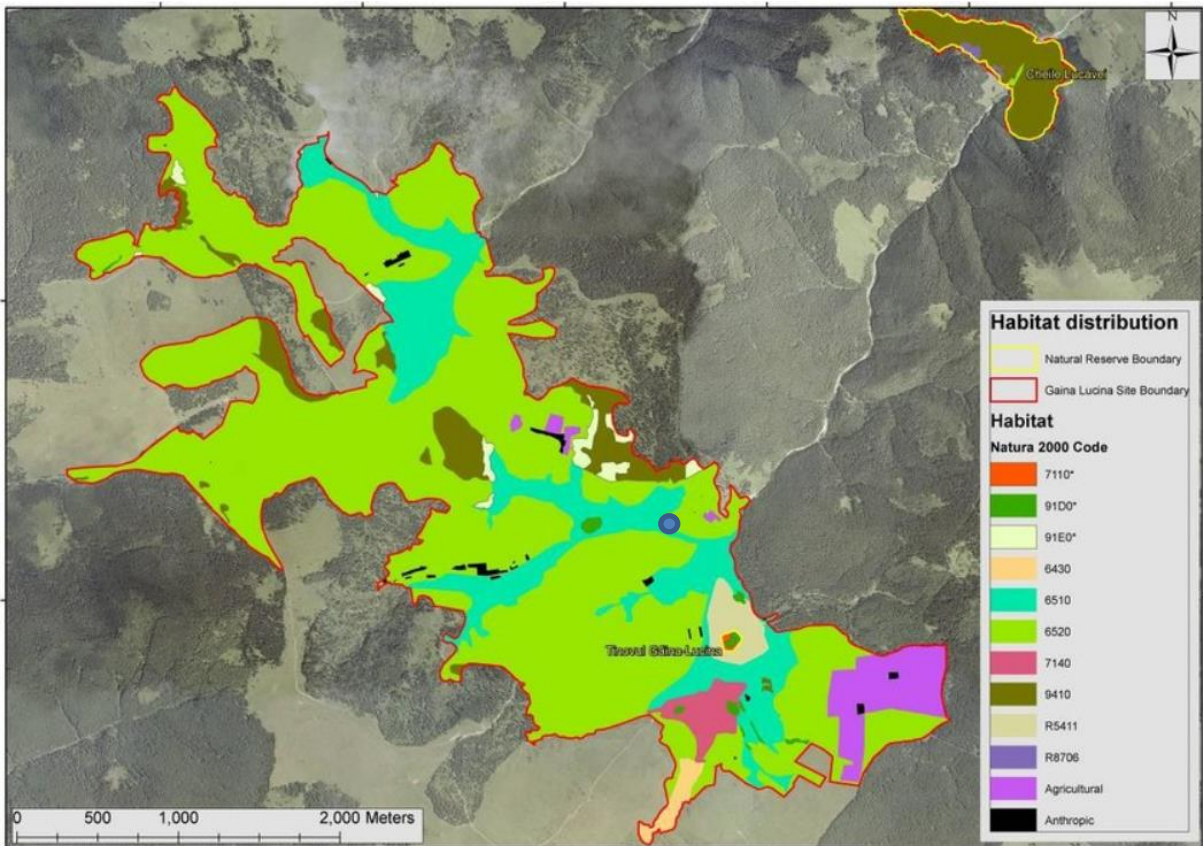 N
Cheile Lucavei
Tinovul Găina-Lucina
Habitat distribution
Natural Reserve Boundary
Gaina Lucina Site Boundary
Habitat
Natura 2000 Code
7110*
91D0*
91E0*
6430
6510
6520
7140
9410
R5411
R8706
Agricultural
Anthropic
0 500 1,000 2,000 Meters